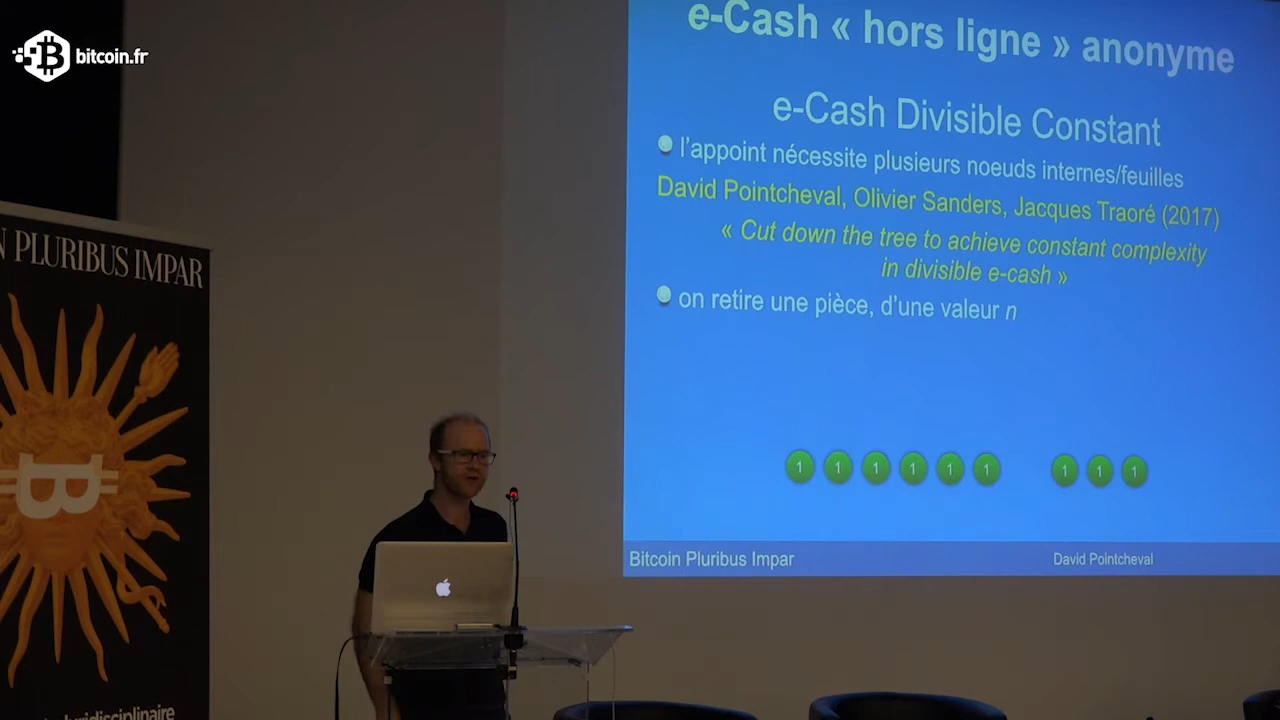 bitcoin.fr
e-Cash « hors ligne » anonyme
e-Cash Divisible Constant
l'appoint nécessite plusieurs noeuds internes/feuilles
David Pointcheval, Olivier Sanders, Jacques Traoré (2017)
« Cut down the tree to achieve constant complexity
in divisible e-cash »
on retire une pièce, d'une valeur n
1 1 1 1 1 1 1 1 1
Bitcoin Pluribus Impar
David Pointcheval
N PLURIBUS IMPAR